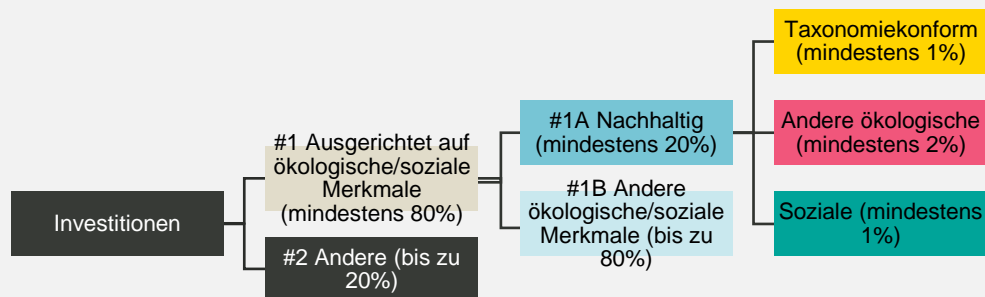 Investitionen
#1 Ausgerichtet auf
ökologische/soziale
Merkmale
(mindestens 80%)
#2 Andere (bis zu
20%)
#1A Nachhaltig
(mindestens 20%)
#1B Andere
ökologische/soziale
Merkmale (bis zu
80%)
Taxonomiekonform
(mindestens 1%)
Andere ökologische
(mindestens 2%)
Soziale (mindestens
1%)